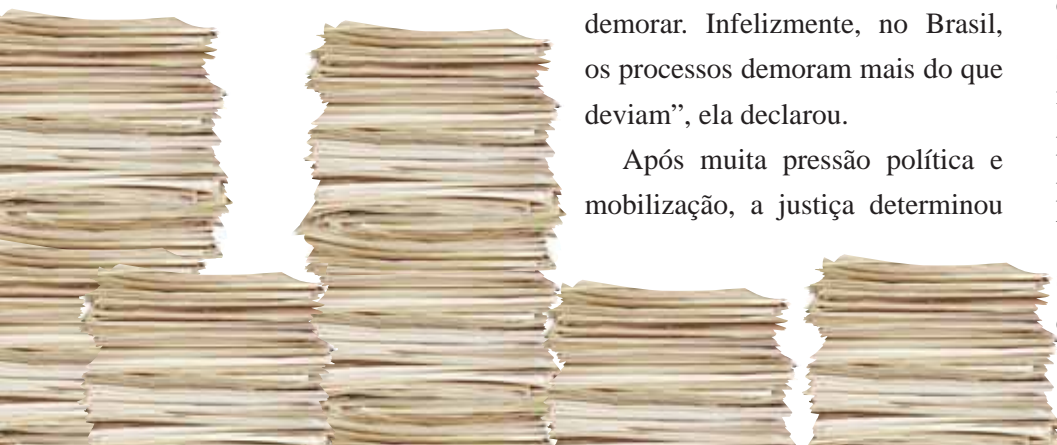 demorar. Infelizmente, no Brasil,
os processos demoram mais do que
deviam”, ela declarou.
Após muita pressão política e
mobilização, a justiça determinou